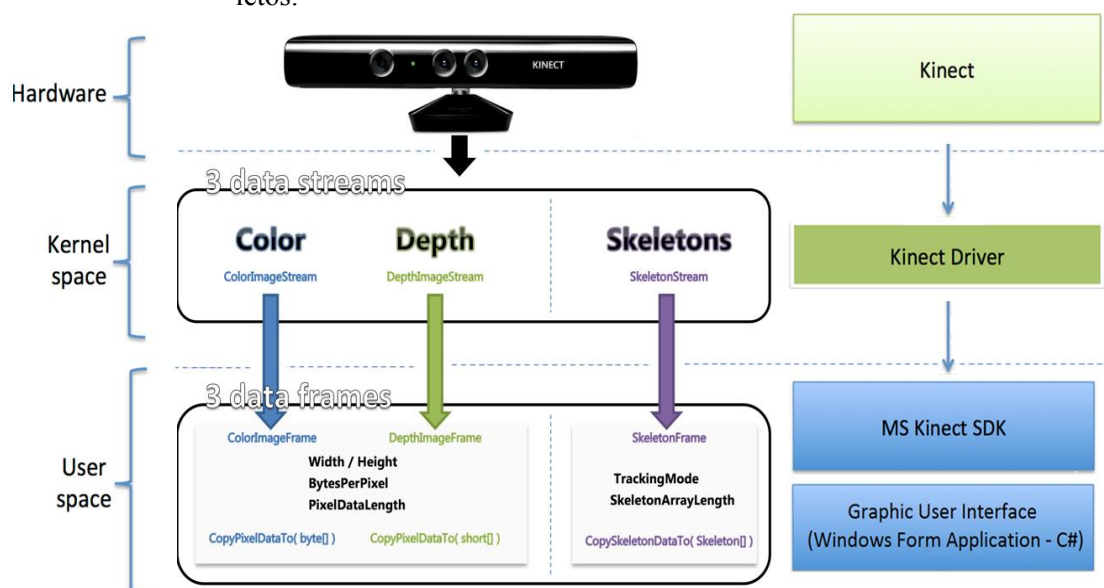 letos.
Hardware
KINECT
Kinect
3 data streams
Kernel
space
Color
Depth
Skeletons
ColorImageStream
DepthImageStream
SkeletonStream
Kinect Driver
3 data frames
User
space
ColorImageFrame
DepthImageFrame
SkeletonFrame
Width / Height
BytesPerPixel
PixelDataLength
TrackingMode
SkeletonArrayLength
CopyPixelDataTo( byte[] )
CopyPixelDataTo( short[] )
CopySkeletonDataTo( Skeleton[] )
MS Kinect SDK
Graphic User Interface
(Windows Form Application - C#)